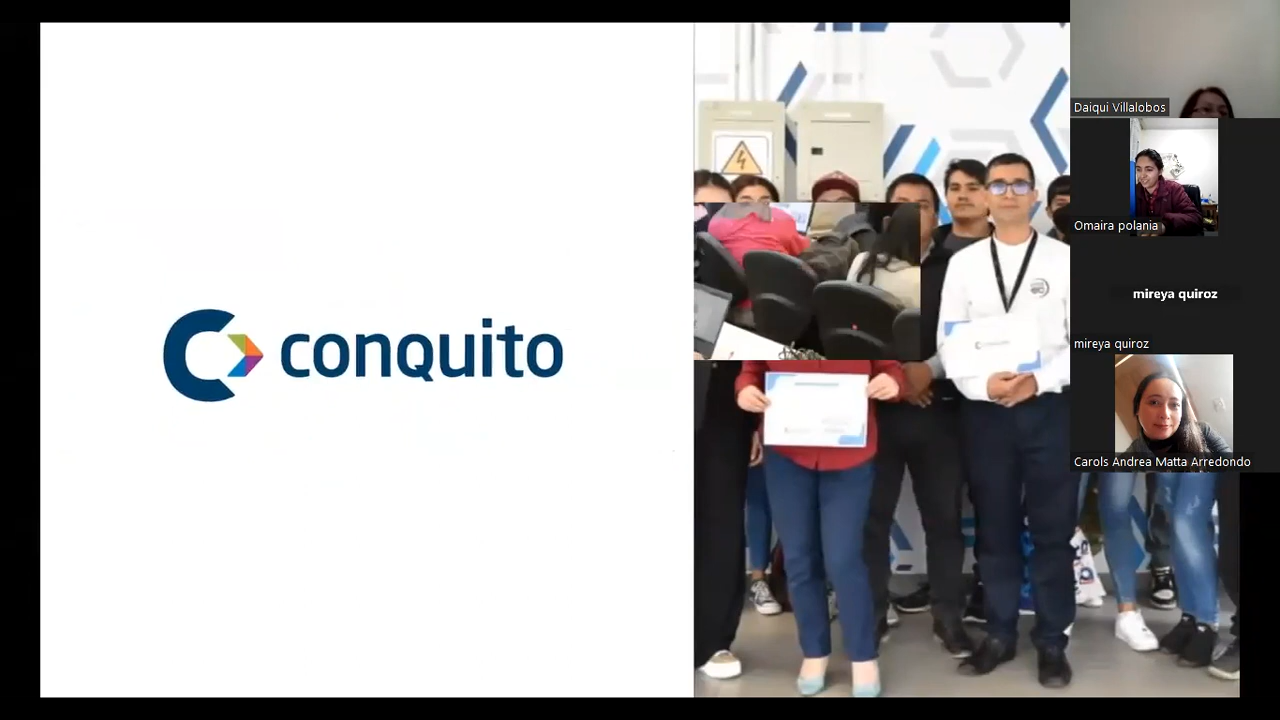 conquito
Daiqui Villalobos
Omaira polania
mireya quiroz
mireya quiroz
Carols Andrea Matta Arredondo